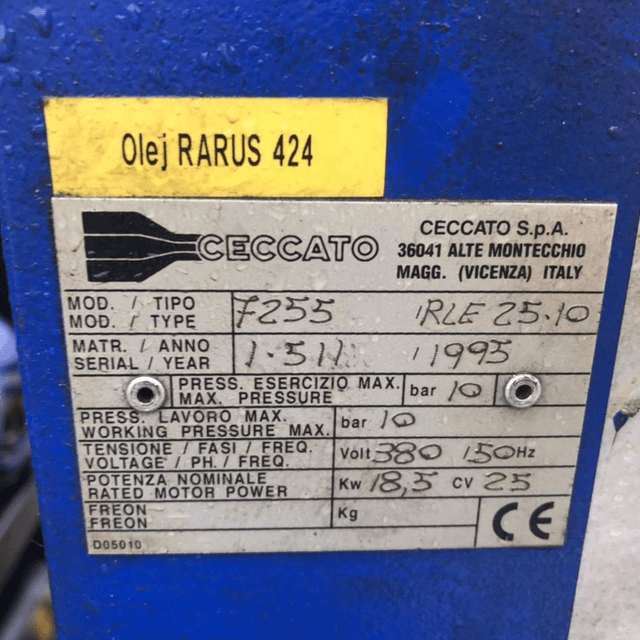 Olej RARUS 424
CECCATO
CECCATO S.p.A.
36041 ALTE MONTECCHIO
MAGG. (VICENZA) ITALY
MOD. / TIPO 7255 / RLE 25.10
MOD. / TYPE
MATR. / ANNO / 1995
SERIAL / YEAR
PRESS. ESERCIZIO MAX. bar 10
MAX. PRESSURE
PRESS. LAVORO MAX. bar 10
WORKING PRESSURE MAX.
TENSIONE / FASI / FREQ. Volt 380 / 50 Hz
VOLTAGE / PH. / FREQ.
POTENZA NOMINALE Kw 18,5 CV 25
RATED MOTOR POWER
FREON Kg
FREON
CE
D05010